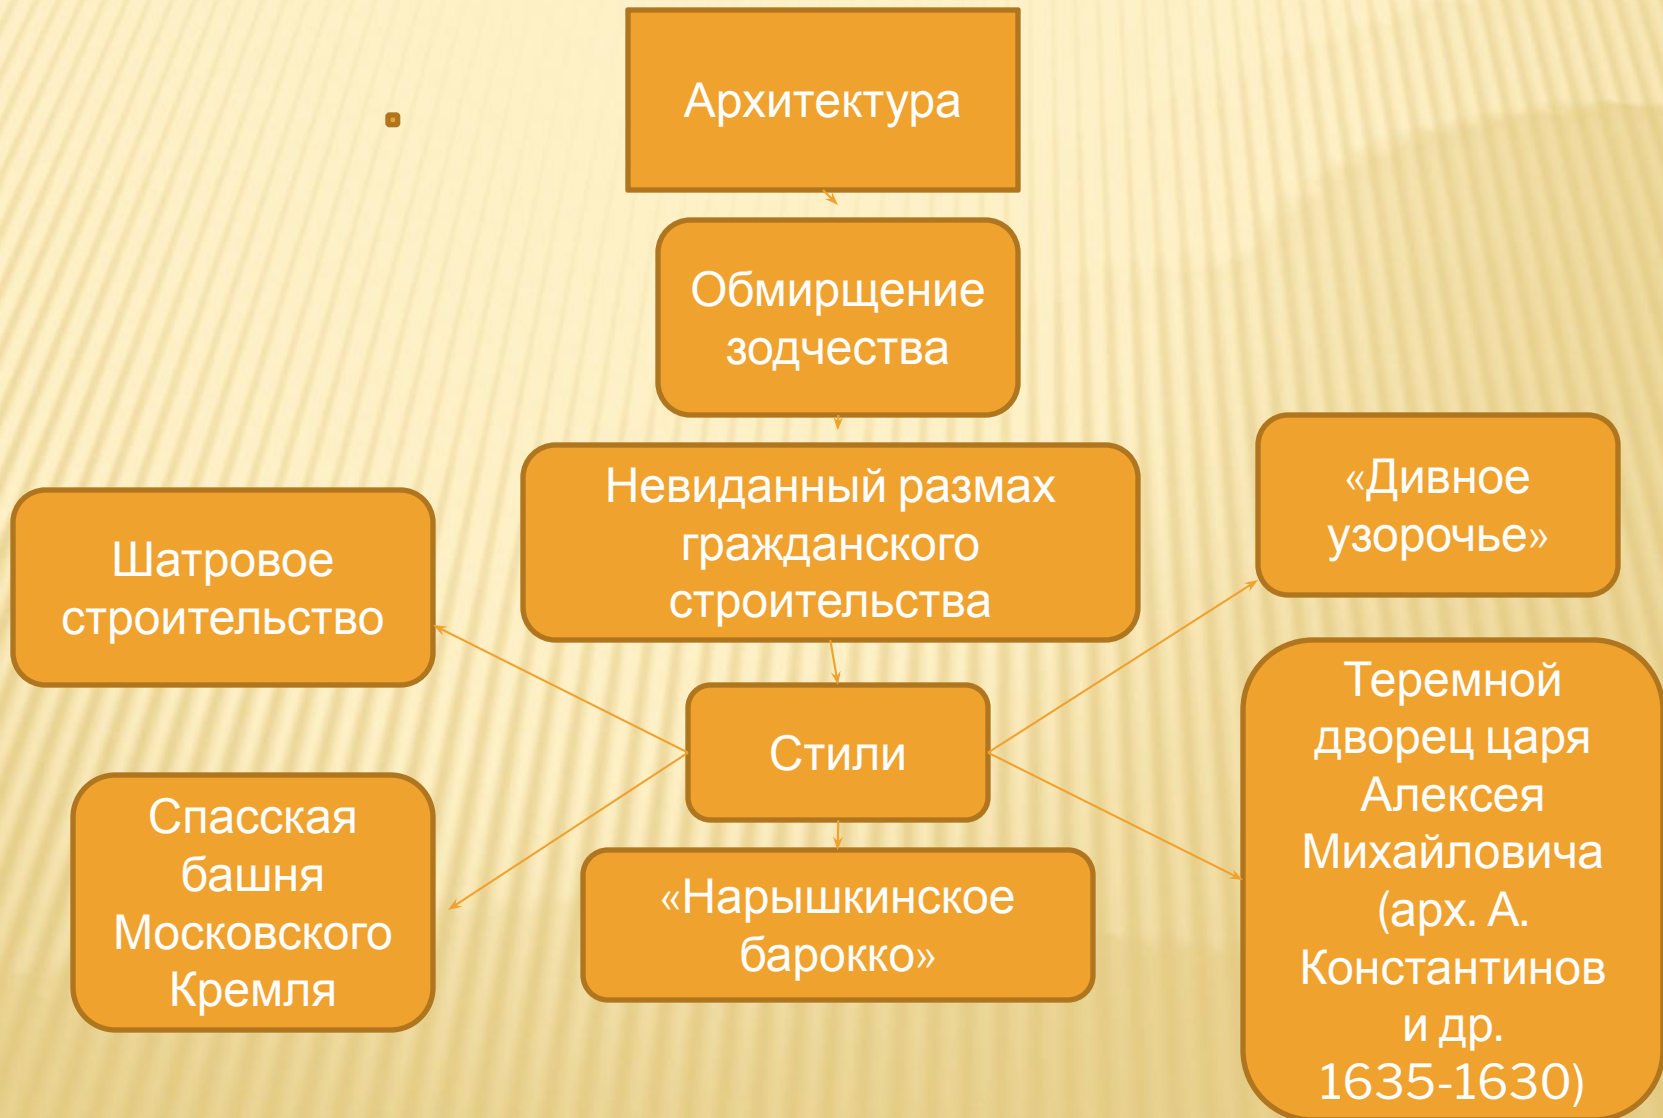 Архитектура
Обмирщение
зодчества
Невиданный размах
гражданского
строительства
«Дивное
узорочье»
Шатровое
строительство
Стили
Теремной
дворец царя
Алексея
Михайловича
(арх. А.
Константинов
и др.
1635-1630)
Спасская
башня
Московского
Кремля
«Нарышкинское
барокко»